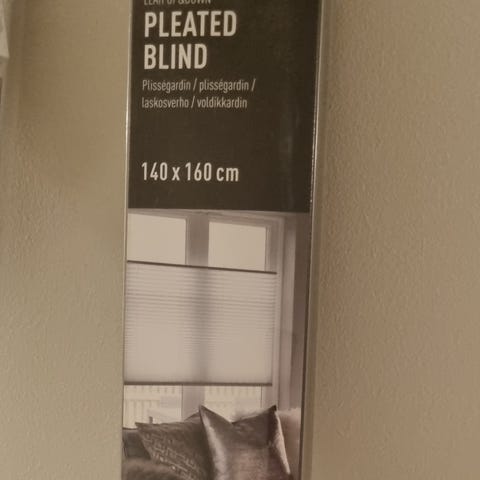 PLEATED
BLIND
Plisségardin / plisségardin /
laskosverho / voldikkardin
140 x 160 cm